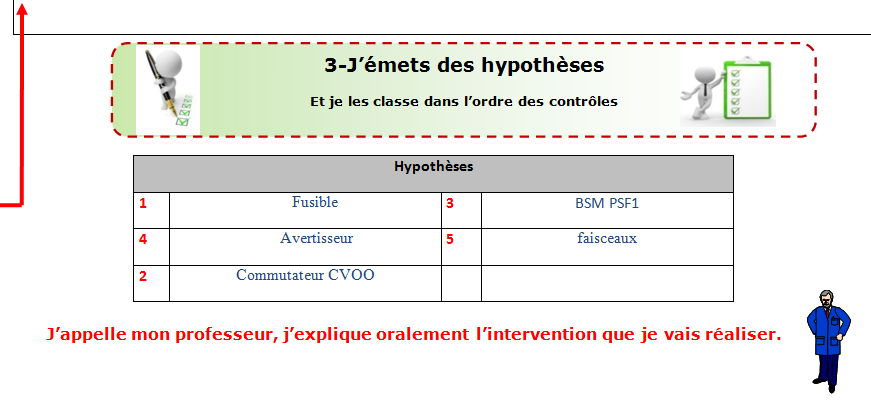 3-J’émets des hypothèses
Et je les classe dans l’ordre des contrôles
Hypothèses
1 Fusible 3 BSM PSF1
4 Avertisseur 5 faisceaux
2 Commutateur CVOO
J’appelle mon professeur, j’explique oralement l’intervention que je vais réaliser.